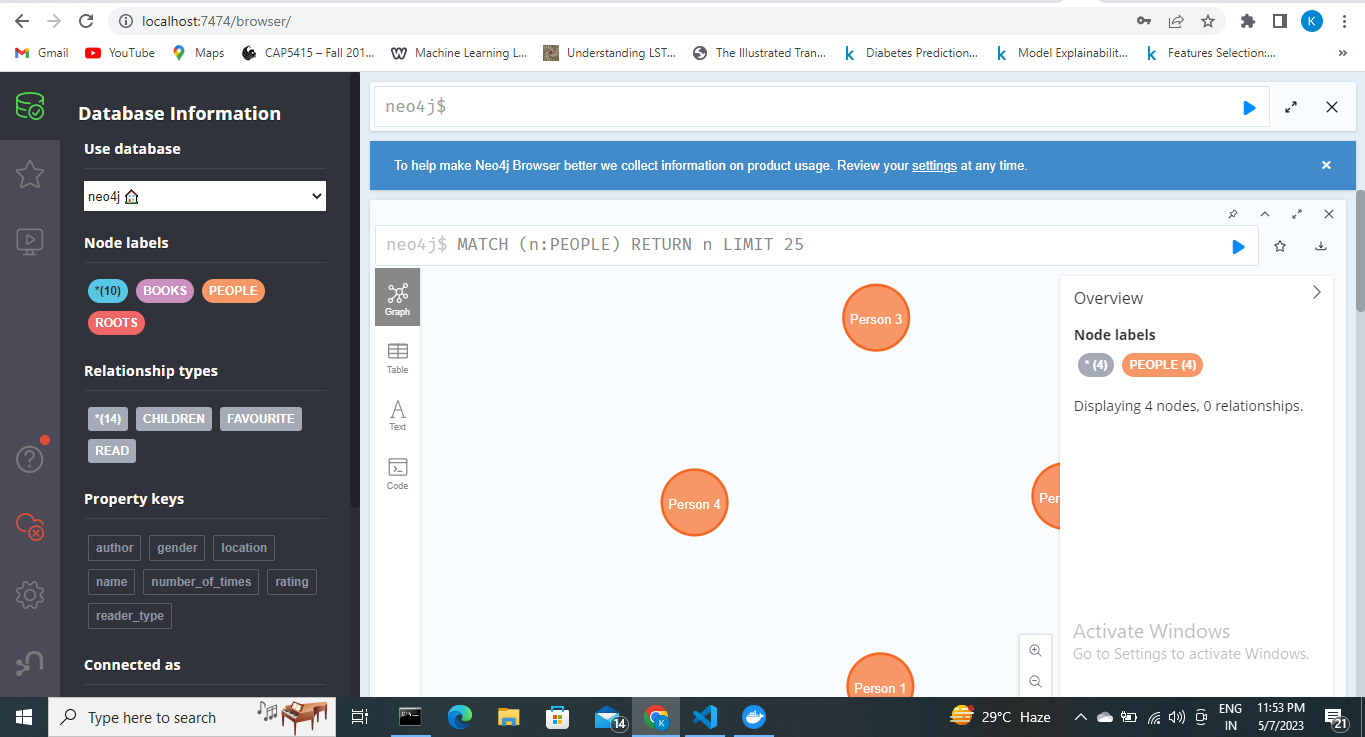 localhost:7474/browser/
K
Gmail
YouTube
Maps
CAP5415 – Fall 201...
Machine Learning L...
Understanding LST...
The Illustrated Tran...
Diabetes Prediction...
Model Explainabilit...
Features Selection:...
»
Database Information
Use database
neo4j
Node labels
*(10) BOOKS PEOPLE
ROOTS
Relationship types
*(14) CHILDREN FAVOURITE
READ
Property keys
author gender location
name number_of_times rating
reader_type
Connected as
neo4j$
To help make Neo4j Browser better we collect information on product usage. Review your settings at any time.
neo4j$ MATCH (n:PEOPLE) RETURN n LIMIT 25
Graph
Table
A
Text
Code
Person 3
Person 4
Per
Person 1
Overview
Node labels
* (4) PEOPLE (4)
Displaying 4 nodes, 0 relationships.
Activate Windows
Go to Settings to activate Windows.
Type here to search
14
K
29°C Haze
ENG
IN
11:53 PM
5/7/2023
21